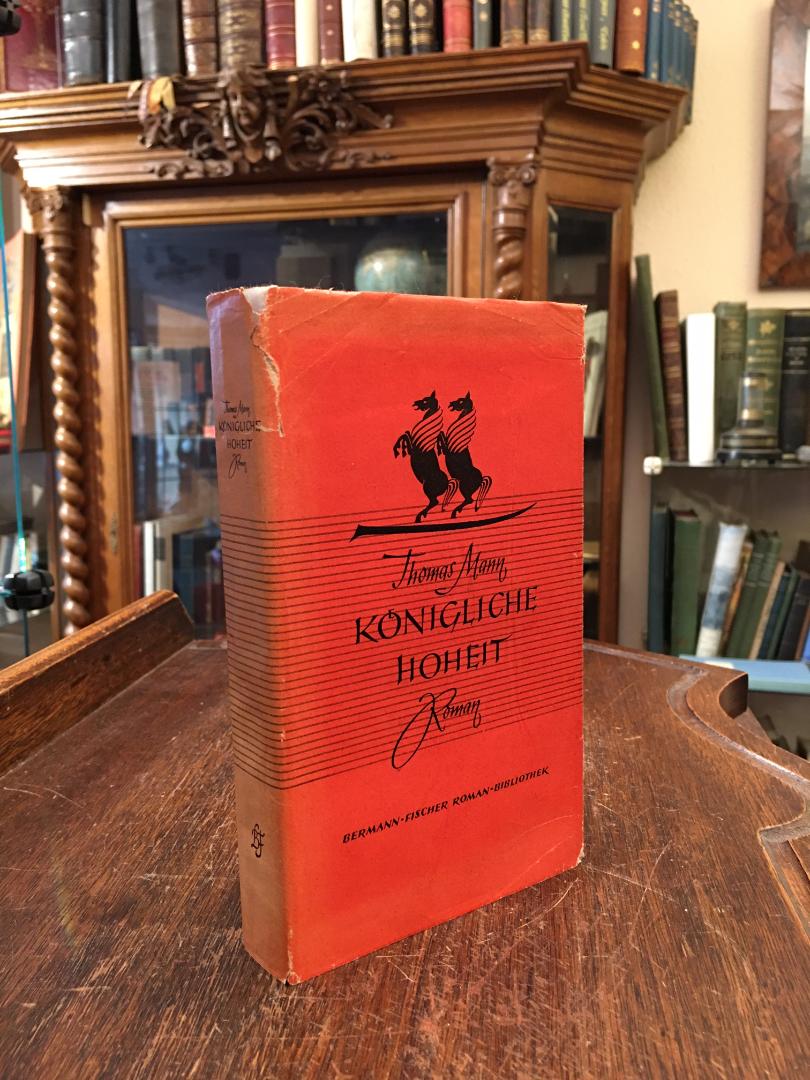 Thomas Mann
KÖNIGLICHE
HOHEIT
Roman
Thomas Mann
KÖNIGLICHE
HOHEIT
Roman
BERMANN-FISCHER ROMAN-BIBLIOTHEK